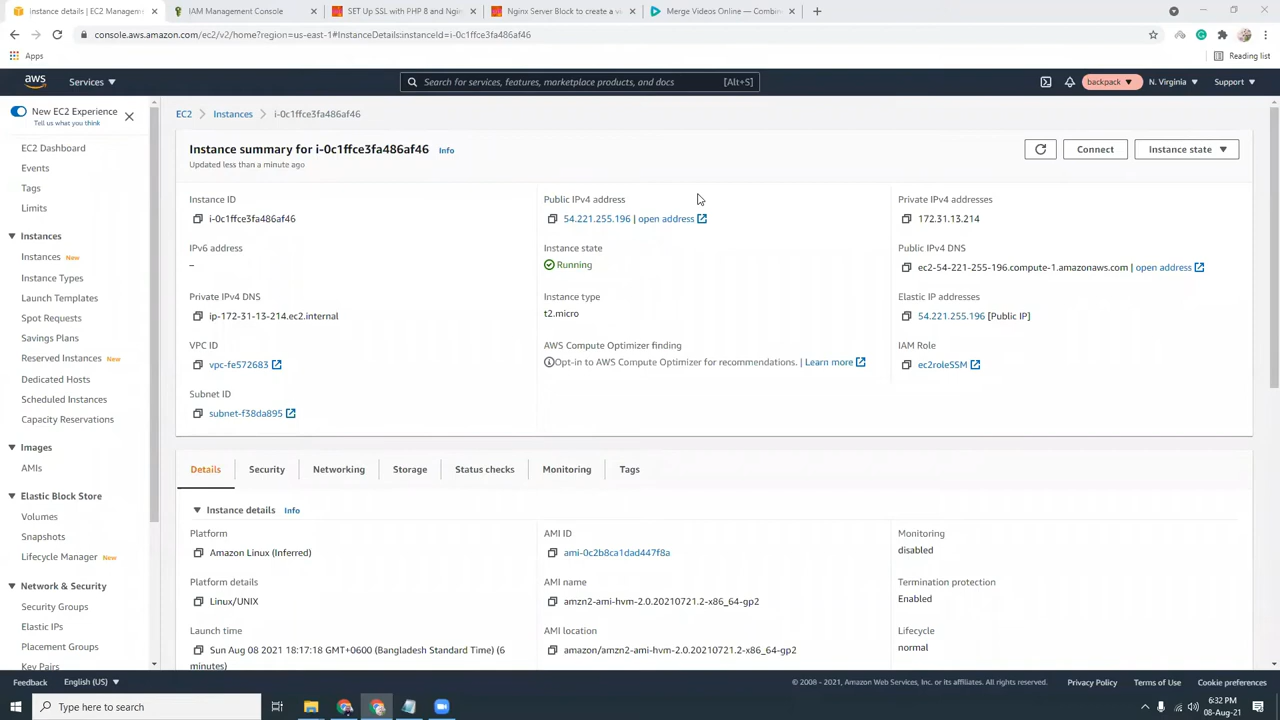 Instance details | EC2 Managem
IAM Management Console
SET Up SSL with PHP 8 and Ngin
Nginx Server Block to create a v
Merge Videos Online — Combin
console.aws.amazon.com/ec2/v2/home?region=us-east-1#InstanceDetails:instanceId=i-0c1ffce3fa486af46
Apps
Reading list
aws
Services
Search for services, features, marketplace products, and docs
[Alt+S]
backpack
N. Virginia
Support
New EC2 Experience
Tell us what you think
EC2 Dashboard
Events
Tags
Limits
Instances
Instances New
Instance Types
Launch Templates
Spot Requests
Savings Plans
Reserved Instances New
Dedicated Hosts
Scheduled Instances
Capacity Reservations
Images
AMIs
Elastic Block Store
Volumes
Snapshots
Lifecycle Manager New
Network & Security
Security Groups
Elastic IPs
Placement Groups
Key Pairs
EC2 > Instances > i-0c1ffce3fa486af46
Instance summary for i-0c1ffce3fa486af46 Info
Updated less than a minute ago
Connect
Instance state
Instance ID
i-0c1ffce3fa486af46
Public IPv4 address
54.221.255.196 | open address
Private IPv4 addresses
172.31.13.214
IPv6 address
–
Instance state
Running
Public IPv4 DNS
ec2-54-221-255-196.compute-1.amazonaws.com | open address
Private IPv4 DNS
ip-172-31-13-214.ec2.internal
Instance type
t2.micro
Elastic IP addresses
54.221.255.196 [Public IP]
VPC ID
vpc-fe572683
AWS Compute Optimizer finding
Opt-in to AWS Compute Optimizer for recommendations. | Learn more
IAM Role
ec2roleSSM
Subnet ID
subnet-f38da895
Details
Security
Networking
Storage
Status checks
Monitoring
Tags
Instance details Info
Platform
Amazon Linux (Inferred)
AMI ID
ami-0c2b8ca1dad447f8a
Monitoring
disabled
Platform details
Linux/UNIX
AMI name
amzn2-ami-hvm-2.0.20210721.2-x86_64-gp2
Termination protection
Enabled
Launch time
Sun Aug 08 2021 18:17:18 GMT+0600 (Bangladesh Standard Time) (6
minutes)
AMI location
amazon/amzn2-ami-hvm-2.0.20210721.2-x86_64-gp2
Lifecycle
normal
Feedback
English (US)
© 2008 - 2021, Amazon Web Services, Inc. or its affiliates. All rights reserved.
Privacy Policy
Terms of Use
Cookie preferences
Type here to search
6:32 PM
08-Aug-21